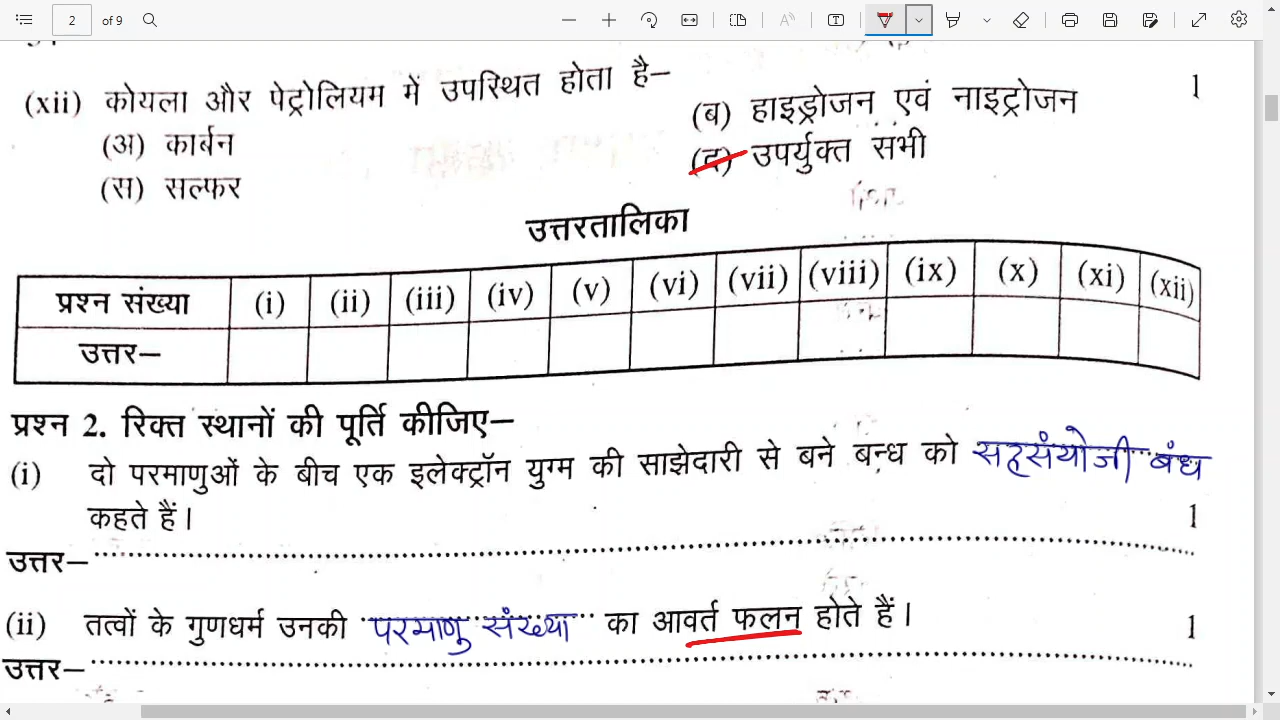 2 of 9
(xii) कोयला और पेट्रोलियम में उपस्थित होता है– 1
(अ) कार्बन (ब) हाइड्रोजन एवं नाइट्रोजन
(स) सल्फर (द) उपर्युक्त सभी
उत्तरतालिका
प्रश्न संख्या (i) (ii) (iii) (iv) (v) (vi) (vii) (viii) (ix) (x) (xi) (xii)
उत्तर–
प्रश्न 2. रिक्त स्थानों की पूर्ति कीजिए–
(i) दो परमाणुओं के बीच एक इलेक्ट्रॉन युग्म की साझेदारी से बने बन्ध को सहसंयोजी बंध
कहते हैं। 1
उत्तर–
(ii) तत्वों के गुणधर्म उनकी परमाणु संख्या का आवर्त फलन होते हैं। 1
उत्तर–